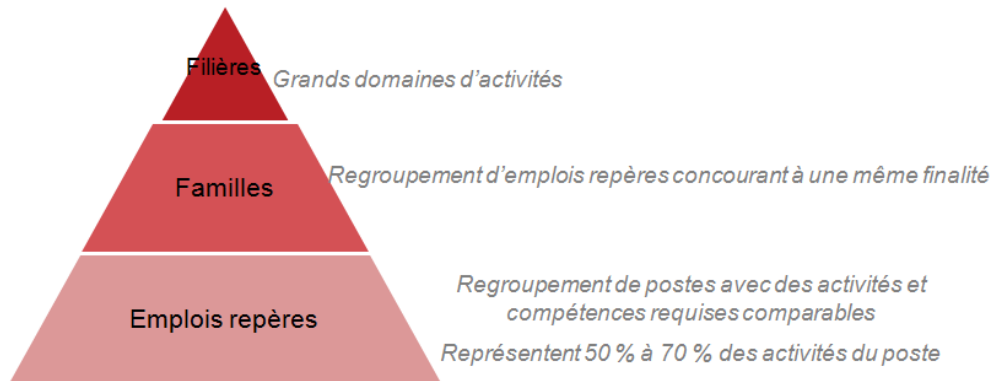 Filières
Grands domaines d’activités
Familles
Regroupement d’emplois repères concourant à une même finalité
Emplois repères
Regroupement de postes avec des activités et
compétences requises comparables
Représentent 50 % à 70 % des activités du poste